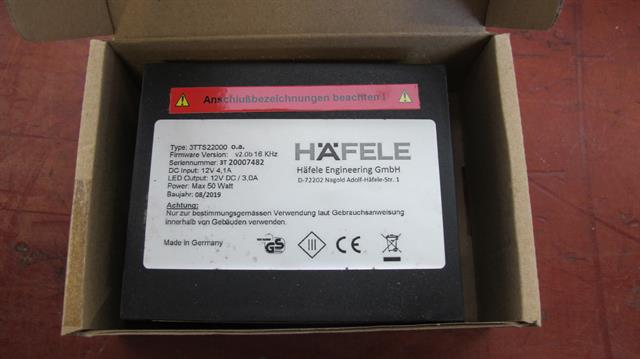 Anschlußbezeichnungen beachten !
Type: 3TTS22000 o.a.
Firmware Version: v2.0b 16 KHz
Seriennummer: 3T 20007482
DC Input: 12V 4,1A
LED Output: 12V DC / 3,0A
Power: Max 50 Watt
Baujahr: 08/2019
HÄFELE
Häfele Engineering GmbH
D-72202 Nagold Adolf-Häfele-Str. 1
Achtung:
Nur zur bestimmungsgemässen Verwendung laut Gebrauchsanweisung
innerhalb von Gebäuden verwenden.
Made in Germany
GS
III
CE